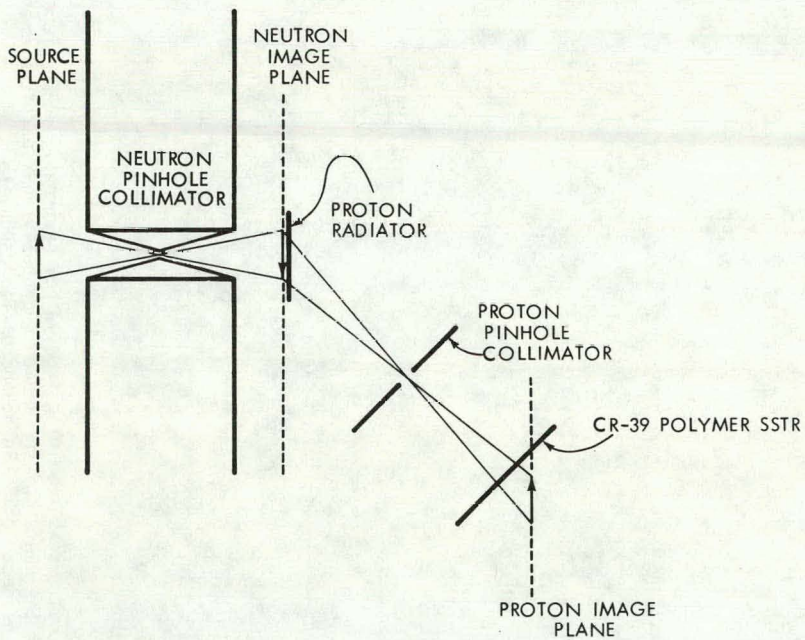 SOURCE
PLANE
NEUTRON
IMAGE
PLANE
NEUTRON
PINHOLE
COLLIMATOR
PROTON
RADIATOR
PROTON
PINHOLE
COLLIMATOR
CR-39 POLYMER SSTR
PROTON IMAGE
PLANE